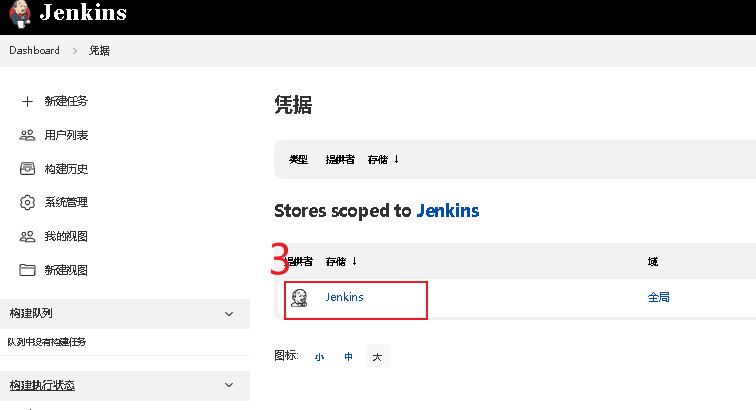 Jenkins
Dashboard > 凭据
新建任务
用户列表
构建历史
系统管理
我的视图
新建视图
构建队列
队列中没有构建任务
构建执行状态
凭据
类型 提供者 存储 ↓
Stores scoped to Jenkins
3
提供者 存储 ↓ 域
Jenkins 全局
图标: 小 中 大